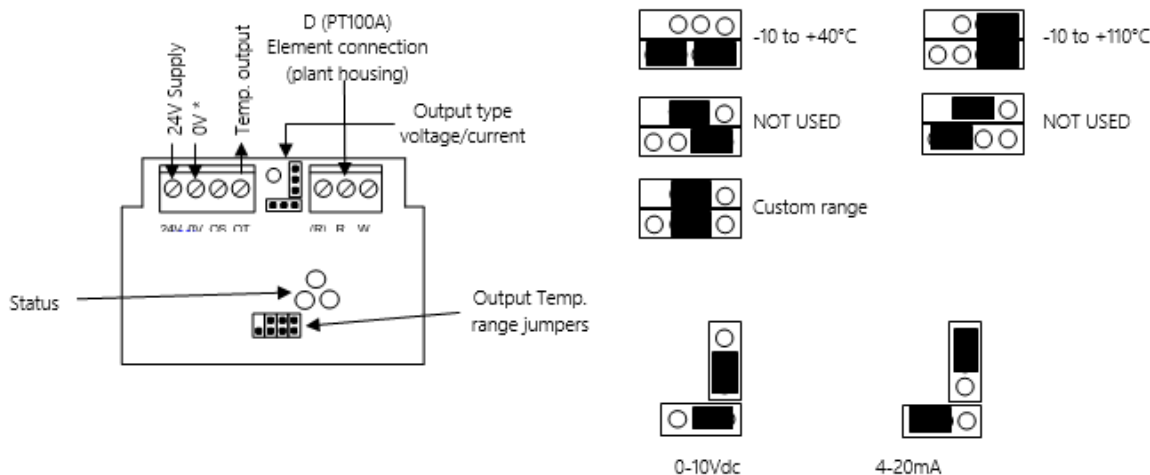 D (PT100A)
Element connection
(plant housing)
24V Supply
0V *
Temp. output
Output type
voltage/current
Status
Output Temp.
range jumpers
-10 to +40°C
-10 to +110°C
NOT USED
NOT USED
Custom range
0-10Vdc
4-20mA